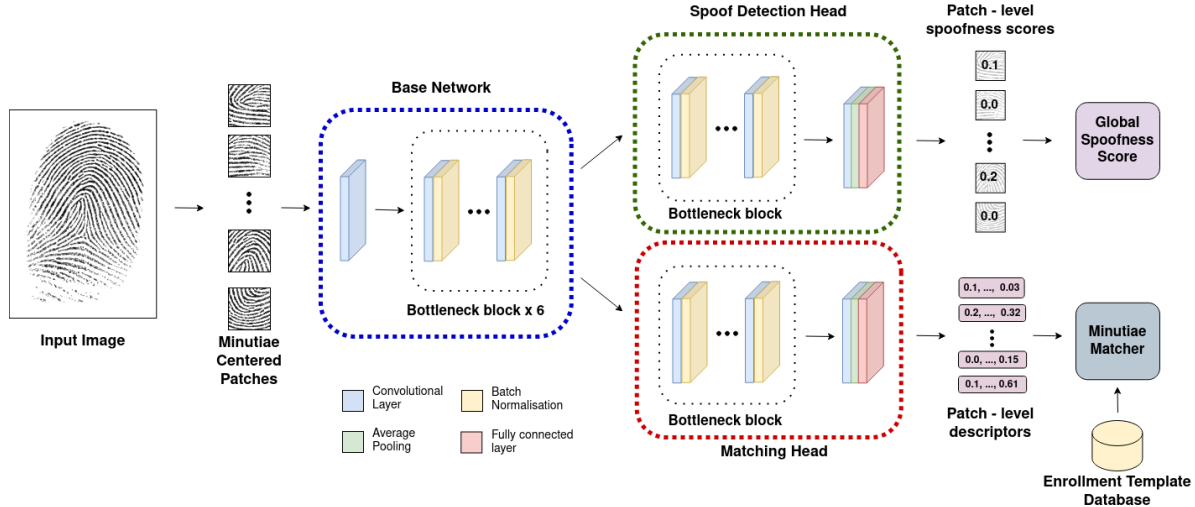 Input Image
Minutiae
Centered
Patches
Base Network
Bottleneck block x 6
Convolutional
Layer
Batch
Normalisation
Average
Pooling
Fully connected
layer
Spoof Detection Head
Bottleneck block
Bottleneck block
Matching Head
Patch - level
spoofness scores
0.1
0.0
0.2
0.0
Global
Spoofness
Score
0.1, ..., 0.03
0.2, ..., 0.32
0.0, ..., 0.15
0.1, ..., 0.61
Patch - level
descriptors
Minutiae
Matcher
Enrollment Template
Database